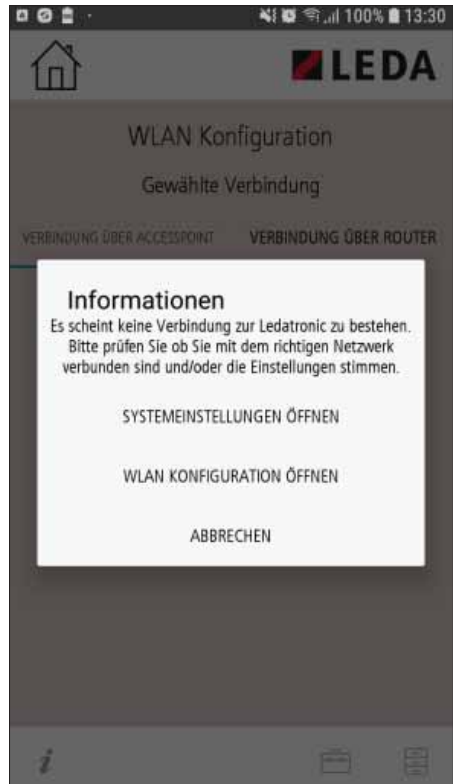 100% 13:30
LEDA
WLAN Konfiguration
Gewählte Verbindung
VERBINDUNG ÜBER ACCESSPOINT VERBINDUNG ÜBER ROUTER
Informationen
Es scheint keine Verbindung zur Ledatronic zu bestehen.
Bitte prüfen Sie ob Sie mit dem richtigen Netzwerk
verbunden sind und/oder die Einstellungen stimmen.
SYSTEMEINSTELLUNGEN ÖFFNEN
WLAN KONFIGURATION ÖFFNEN
ABBRECHEN
i